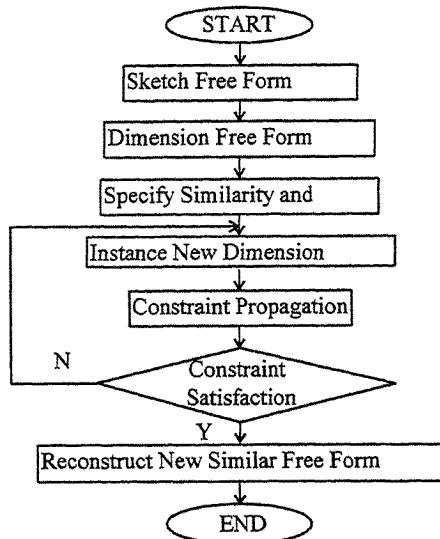 START
Sketch Free Form
Dimension Free Form
Specify Similarity and
Instance New Dimension
Constraint Propagation
N
Constraint
Satisfaction
Y
Reconstruct New Similar Free Form
END